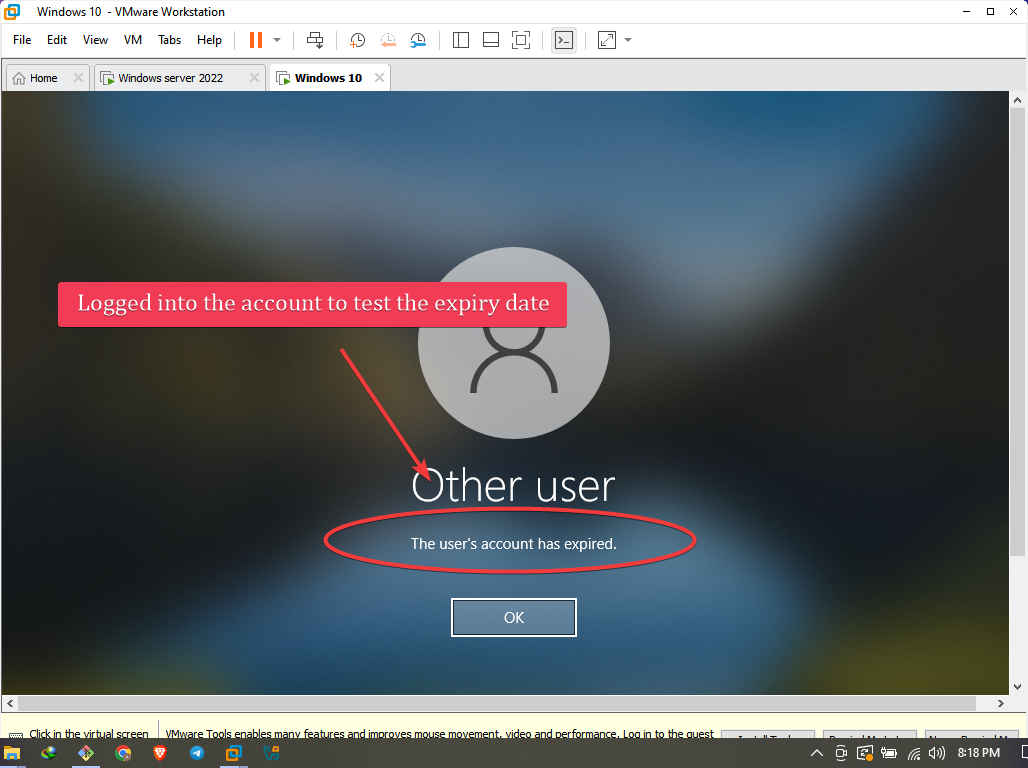 Windows 10 - VMware Workstation
File Edit View VM Tabs Help
Home Windows server 2022 Windows 10
Logged into the account to test the expiry date
Other user
The user's account has expired.
OK
Click in the virtual screen VMware Tools enables many features and improves mouse movement, video and performance. Log in to the guest
8:18 PM